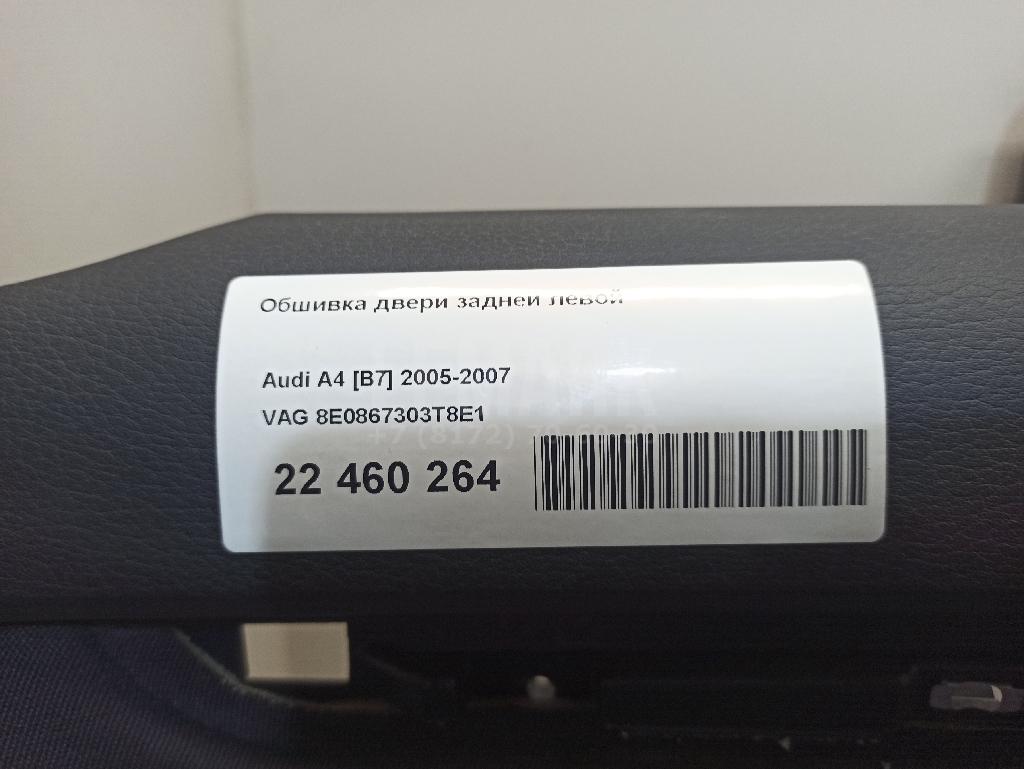 Обшивка двери задней левой
Audi A4 [B7] 2005-2007
VAG 8E0867303T8E1
22 460 264